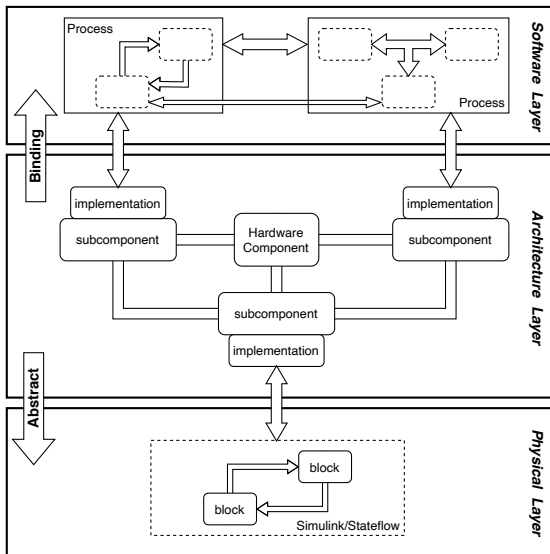 Process
Process
Software Layer
Binding
implementation
implementation
subcomponent
Hardware
Component
subcomponent
Architecture Layer
subcomponent
implementation
Abstract
block
block
Simulink/Stateflow
Physical Layer